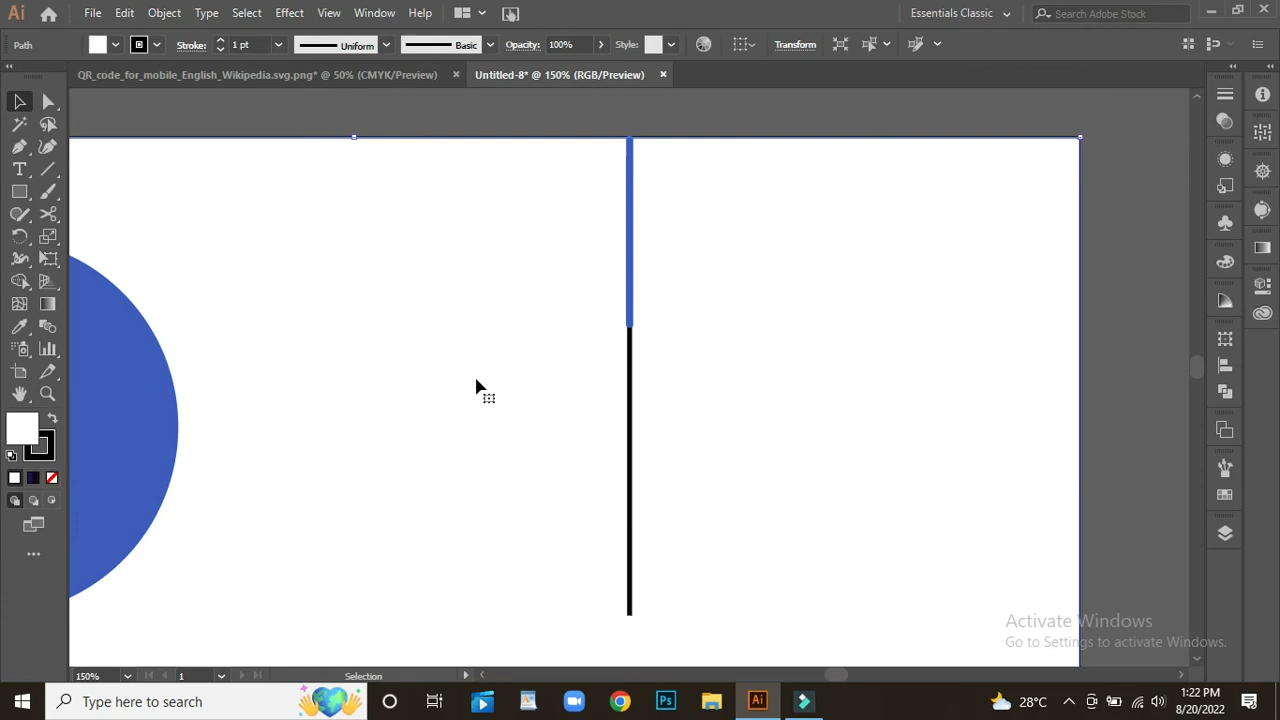 Ai File Edit Object Type Select Effect View Window Help Essentials Classic Search Adobe Stock
Path Stroke: 1 pt Uniform Basic Opacity: 100% Style: Transform
QR_code_for_mobile_English_Wikipedia.svg.png* @ 50% (CMYK/Preview) × Untitled-8* @ 150% (RGB/Preview) ×
T
Activate Windows
Go to Settings to activate Windows.
150% 1 Selection
Type here to search Ps Ai 28°C 1:22 PM
8/20/2022